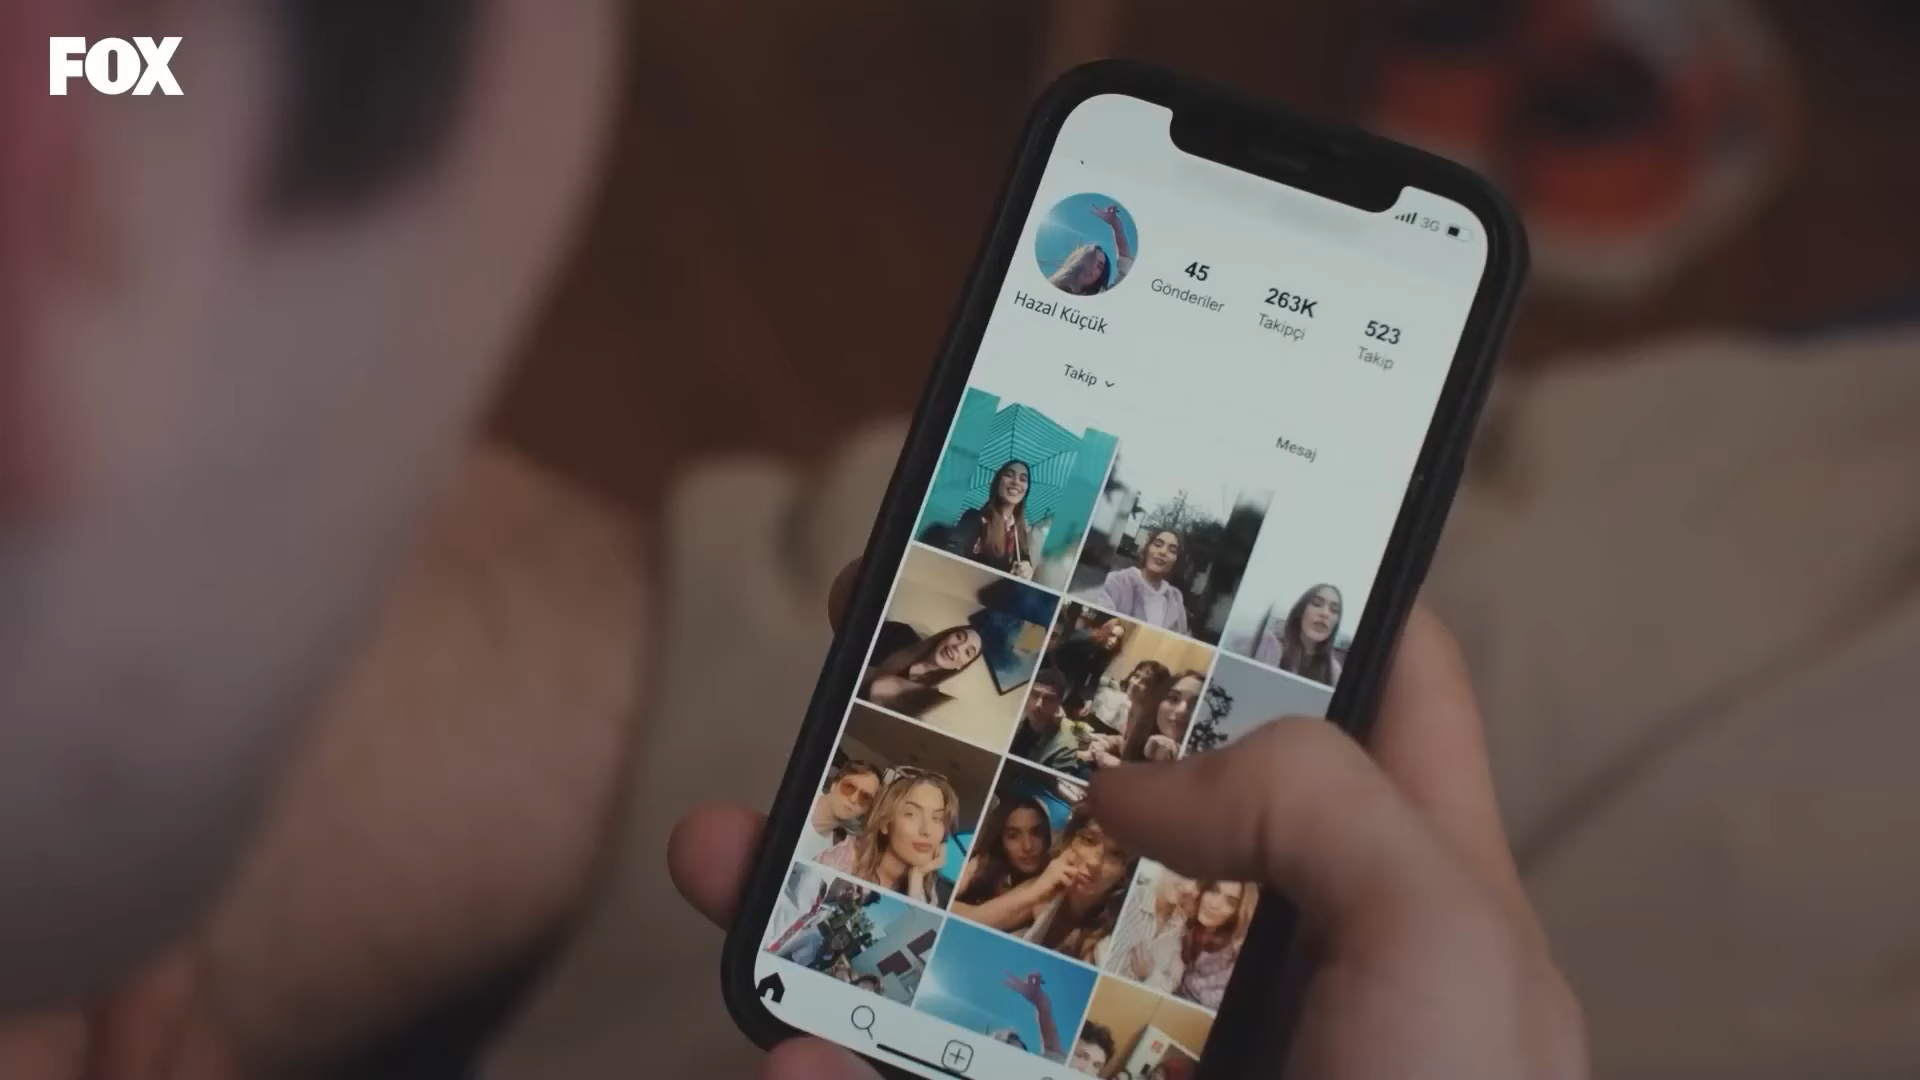 FOX
3G
45
Gönderiler
263K
Takipçi
523
Takip
Hazal Küçük
Takip
Mesaj